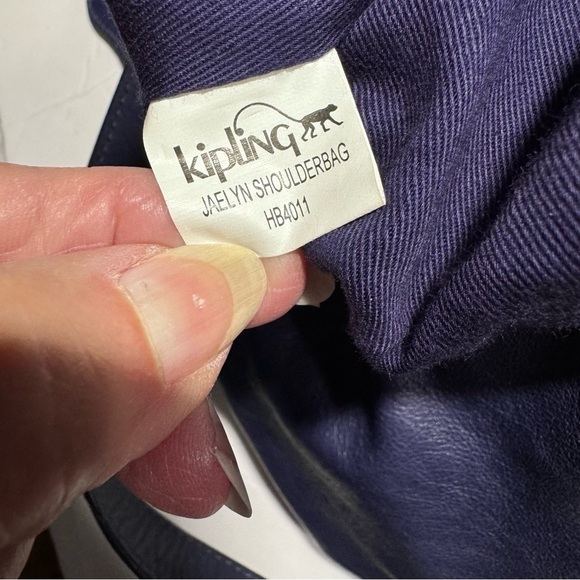 kipling
JAELYN SHOULDERBAG
HB4011